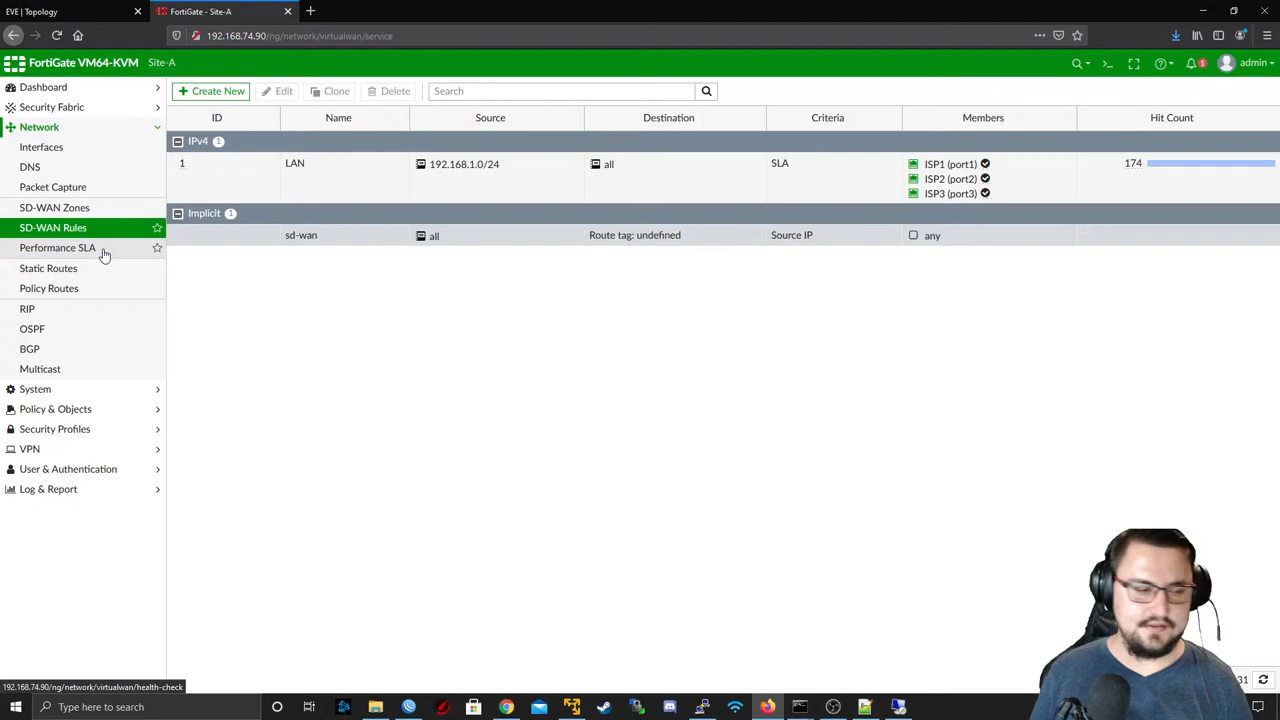 EVE | Topology
FortiGate - Site-A
192.168.74.90/ng/network/virtualwan/service
FortiGate VM64-KVM
Site-A
1
admin
Dashboard
Security Fabric
Network
Interfaces
DNS
Packet Capture
SD-WAN Zones
SD-WAN Rules
Performance SLA
Static Routes
Policy Routes
RIP
OSPF
BGP
Multicast
System
Policy & Objects
Security Profiles
VPN
User & Authentication
Log & Report
Create New
Edit
Clone
Delete
Search
ID Name Source Destination Criteria Members Hit Count
IPv4 1
1 LAN 192.168.1.0/24 all SLA ISP1 (port1) 174
ISP2 (port2)
ISP3 (port3)
Implicit 1
sd-wan all Route tag: undefined Source IP any
31
192.168.74.90/ng/network/virtualwan/health-check
Type here to search